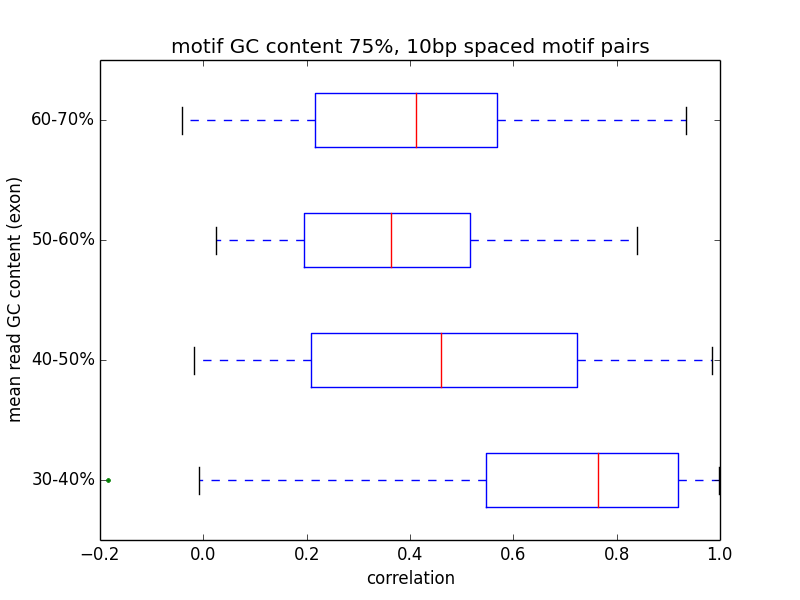 motif GC content 75%, 10bp spaced motif pairs
60-70%
50-60%
40-50%
30-40%
mean read GC content (exon)
−0.2 0.0 0.2 0.4 0.6 0.8 1.0
correlation